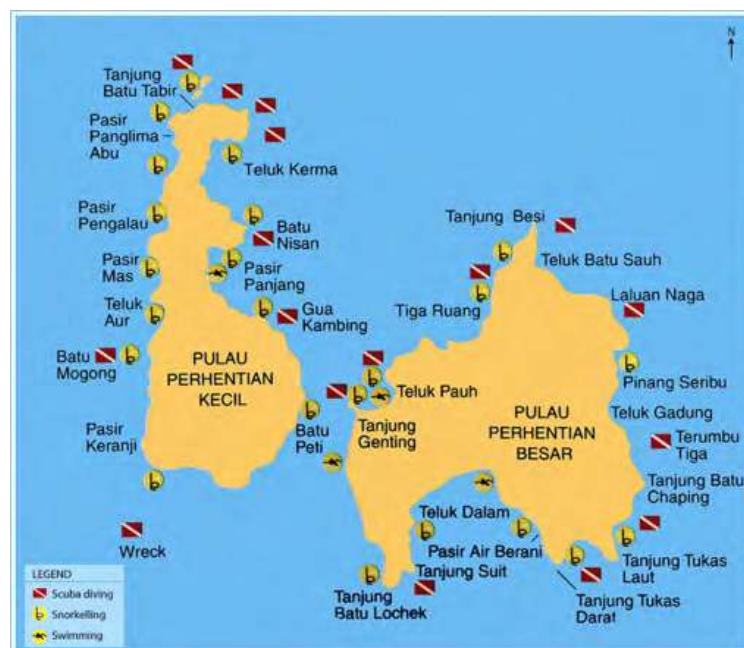 N
Tanjung
Batu Tabir
Pasir
Panglima
Abu
Teluk Kerma
Pasir
Pengalau
Batu
Nisan
Pasir
Mas
Pasir
Panjang
Teluk
Aur
Gua
Kambing
Batu
Mogong
PULAU
PERHENTIAN
KECIL
Pasir
Keranji
Batu
Peti
Wreck
Tanjung Besi
Teluk Batu Sauh
Tiga Ruang
Laluan Naga
Pinang Seribu
Teluk Pauh
Tanjung
Genting
PULAU
PERHENTIAN
BESAR
Teluk Gadung
Terumbu
Tiga
Tanjung Batu
Chaping
Teluk Dalam
Pasir Air Berani
Tanjung Suit
Tanjung
Batu Lochek
Tanjung Tukas
Laut
Tanjung Tukas
Darat
LEGEND
Scuba diving
Snorkelling
Swimming